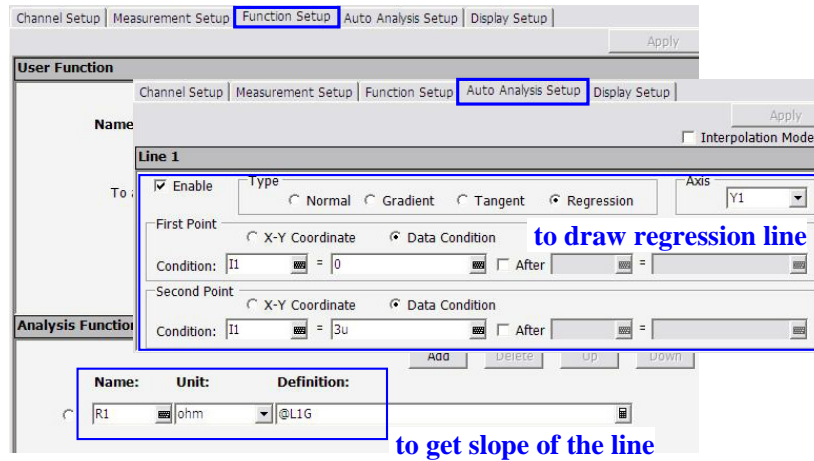 Channel Setup Measurement Setup Function Setup Auto Analysis Setup Display Setup
Apply
User Function
Name
To a
Channel Setup Measurement Setup Function Setup Auto Analysis Setup Display Setup
Apply
Interpolation Mode
Line 1
Enable
Type
Normal Gradient Tangent Regression
Axis
Y1
First Point
X-Y Coordinate Data Condition
to draw regression line
Condition: I1 = 0 After =
Second Point
X-Y Coordinate Data Condition
Condition: I1 = 3u After =
Analysis Function
Add Delete Up Down
Name: Unit: Definition:
R1 ohm @L1G
to get slope of the line